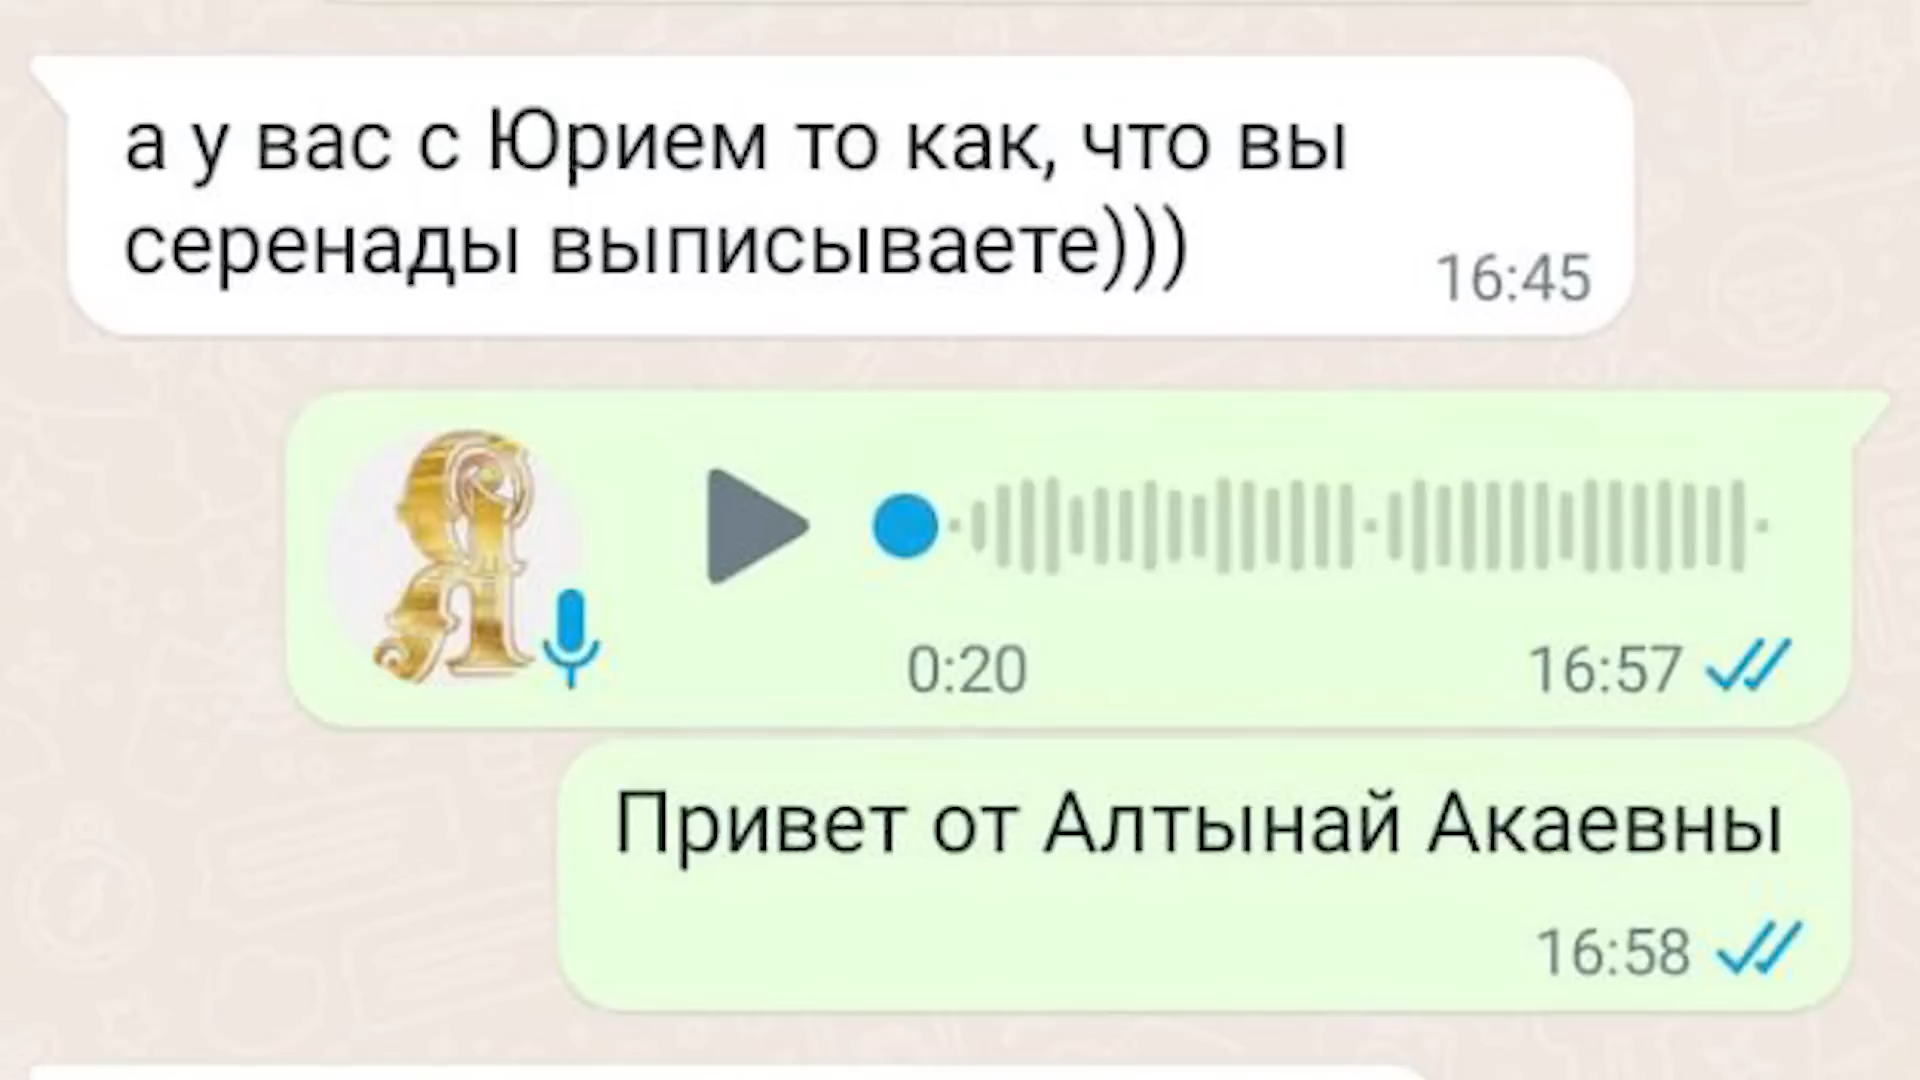 а у вас с Юрием то как, что вы
серенады выписываете)))
16:45
Я
0:20
16:57
Привет от Алтынай Акаевны
16:58